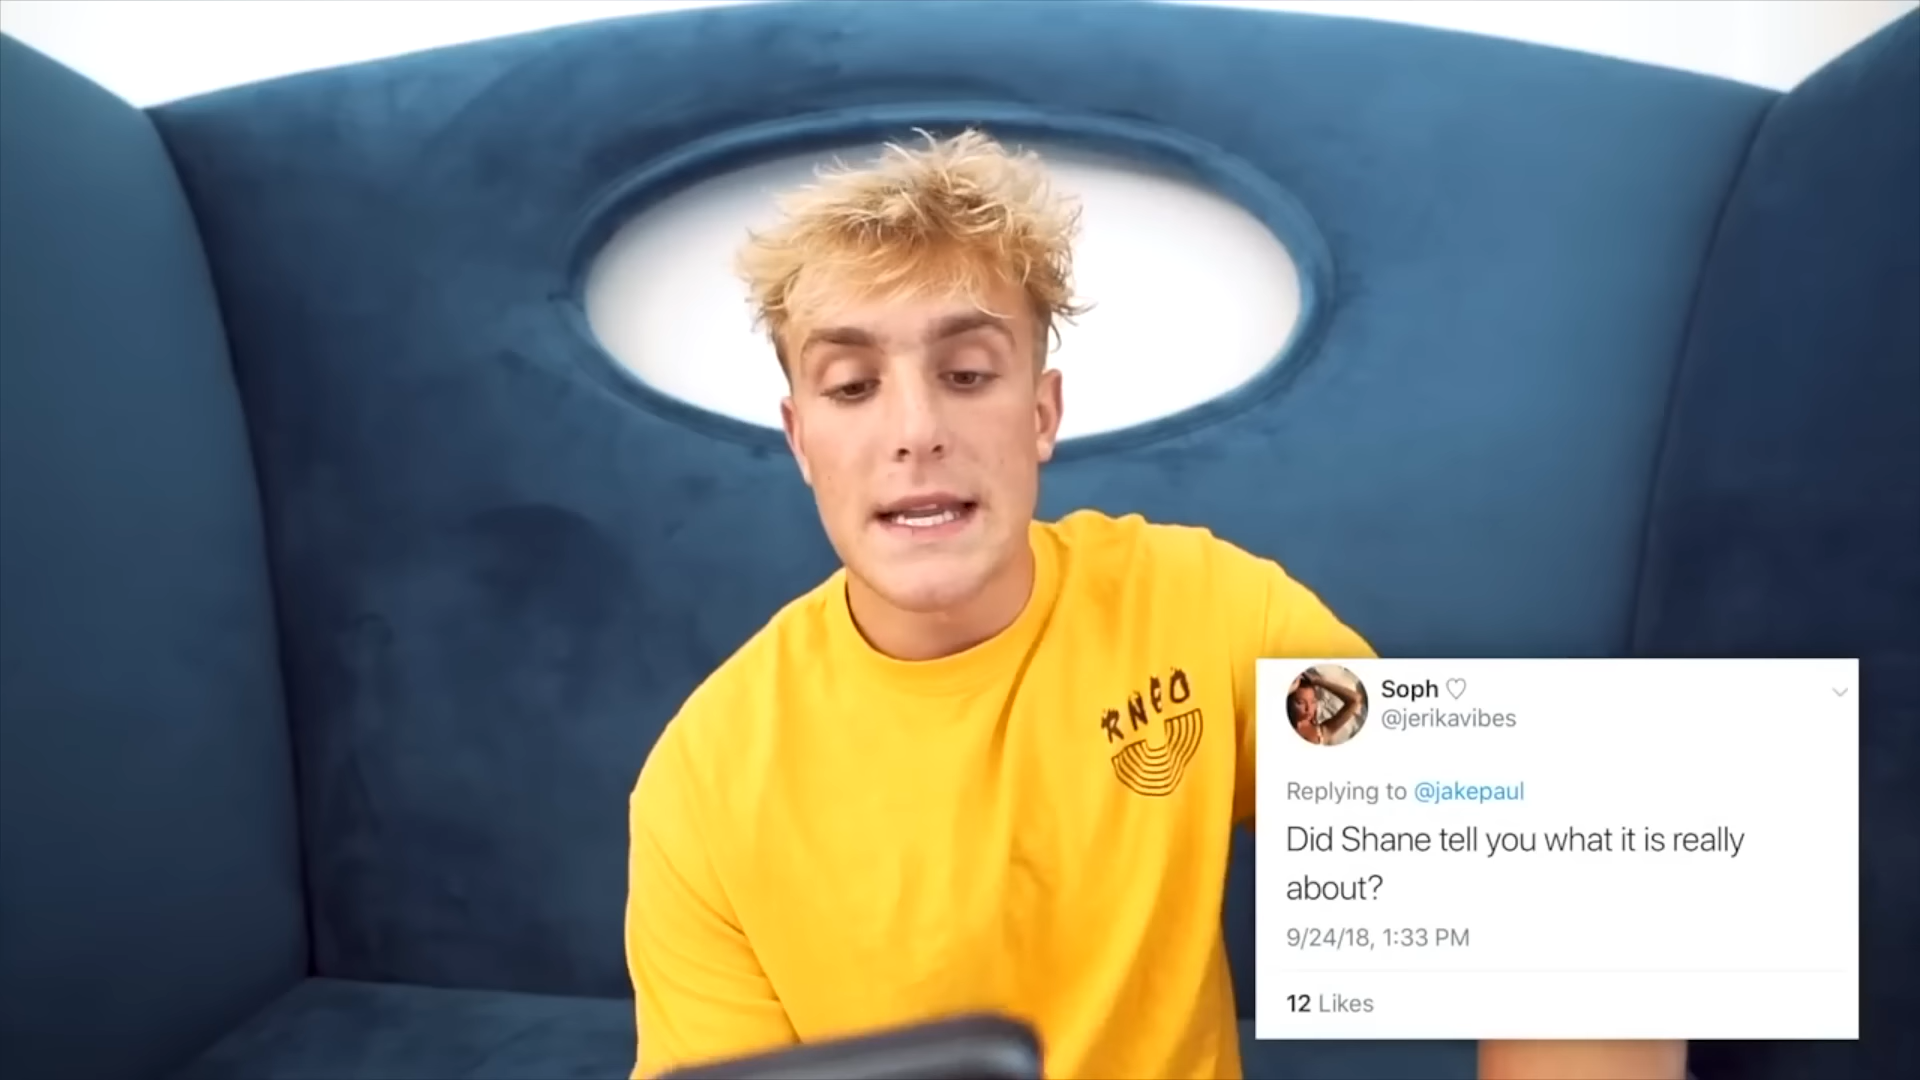 RNBO
Soph ♡
@jerikavibes
Replying to @jakepaul
Did Shane tell you what it is really
about?
9/24/18, 1:33 PM
12 Likes